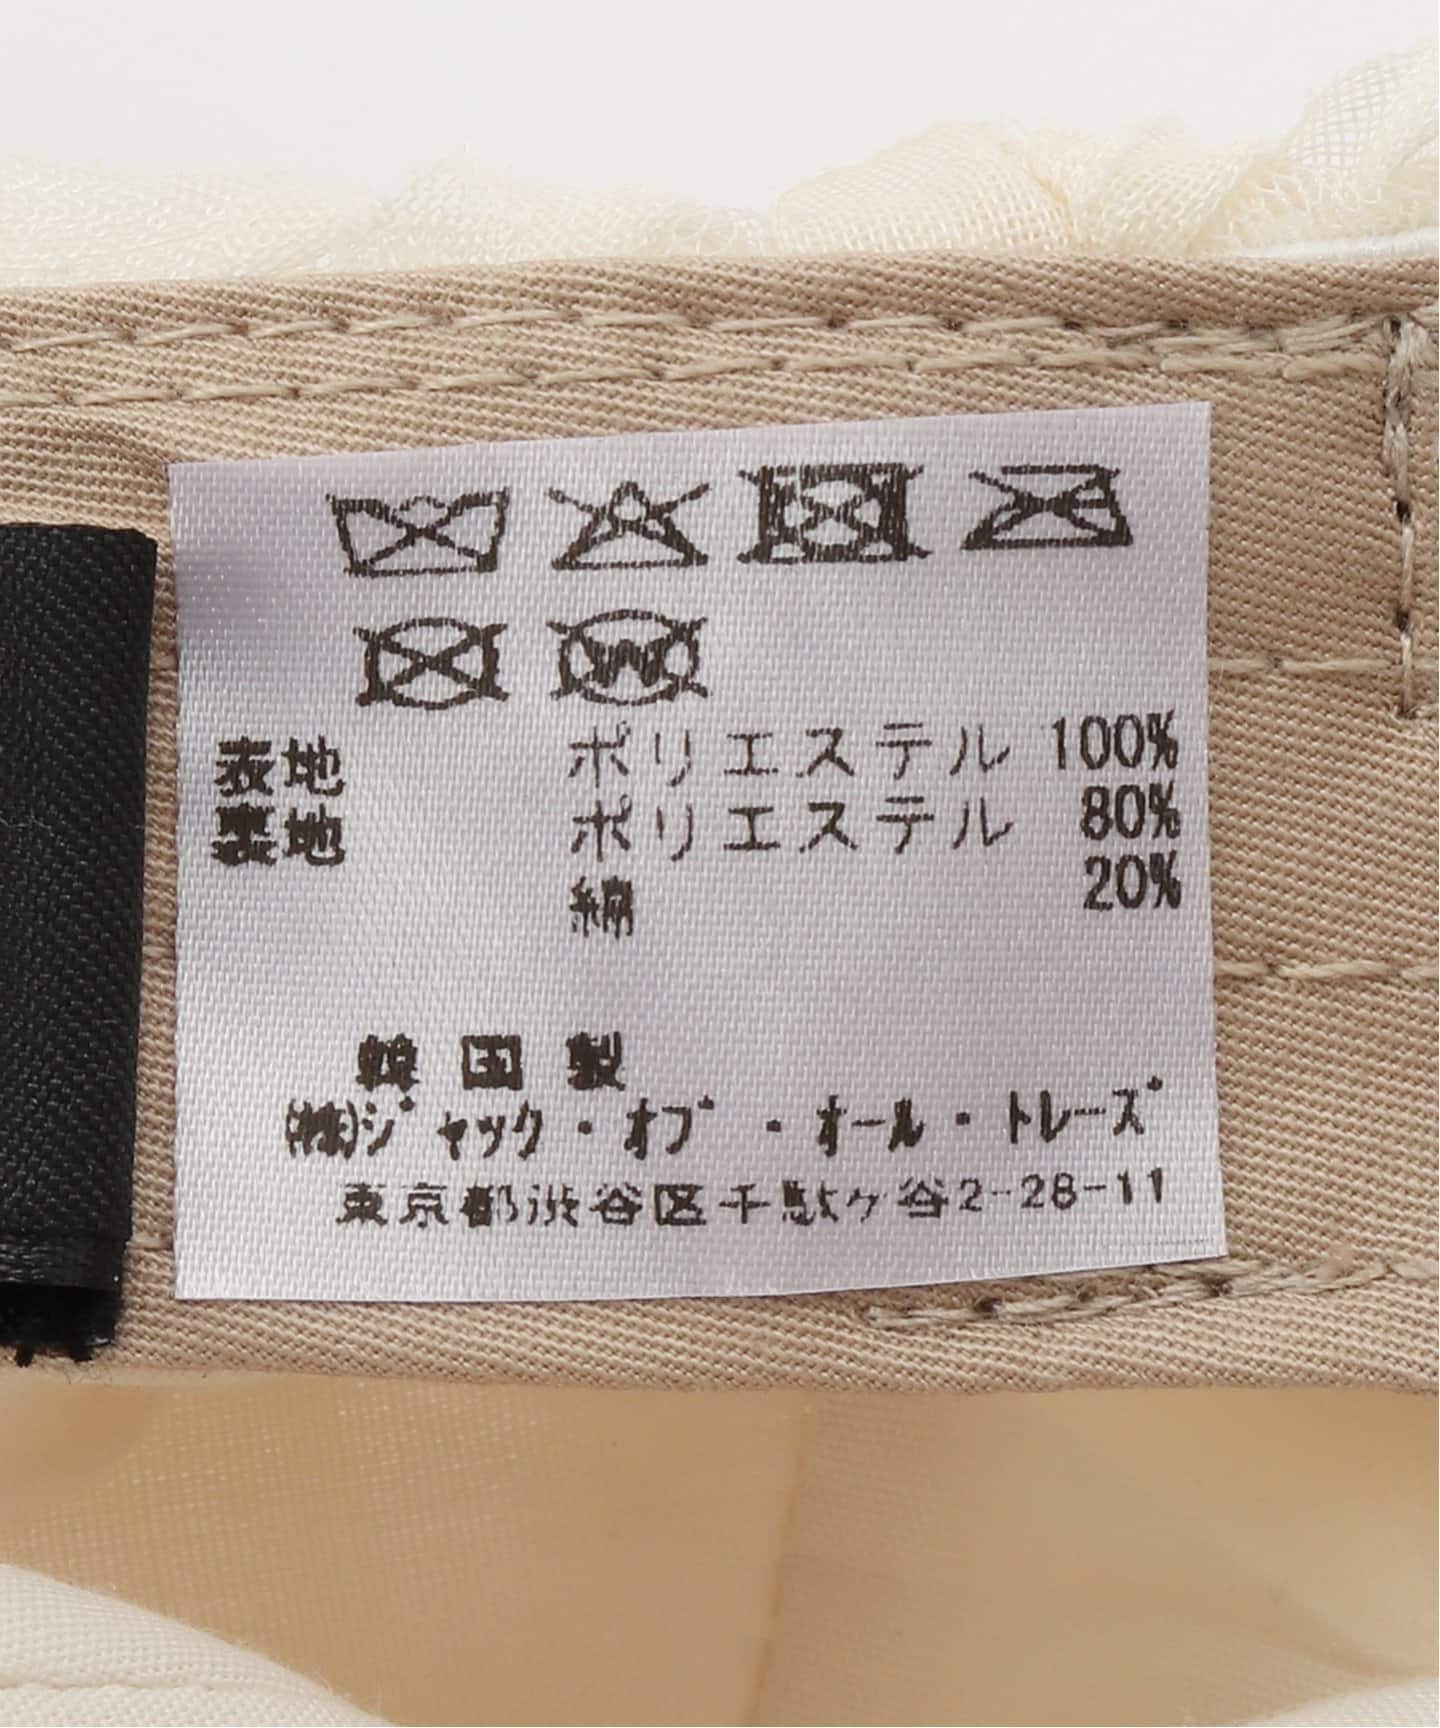 W
表地 ポリエステル 100%
裏地 ポリエステル 80%
綿 20%
韓国製
(株)ジャック・オブ・オール・トレーズ
東京都渋谷区千駄ヶ谷2-28-11